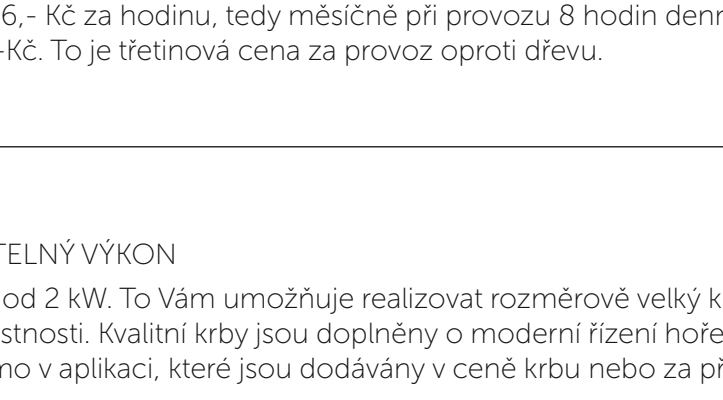 6,- Kč za hodinu, tedy měsíčně při provozu 8 hodin denn
-Kč. To je třetinová cena za provoz oproti dřevu.
TELNÝ VÝKON
od 2 kW. To Vám umožňuje realizovat rozměrově velký k
stnosti. Kvalitní krby jsou doplněny o moderní řízení hoře
mo v aplikaci, které jsou dodávány v ceně krbu nebo za př